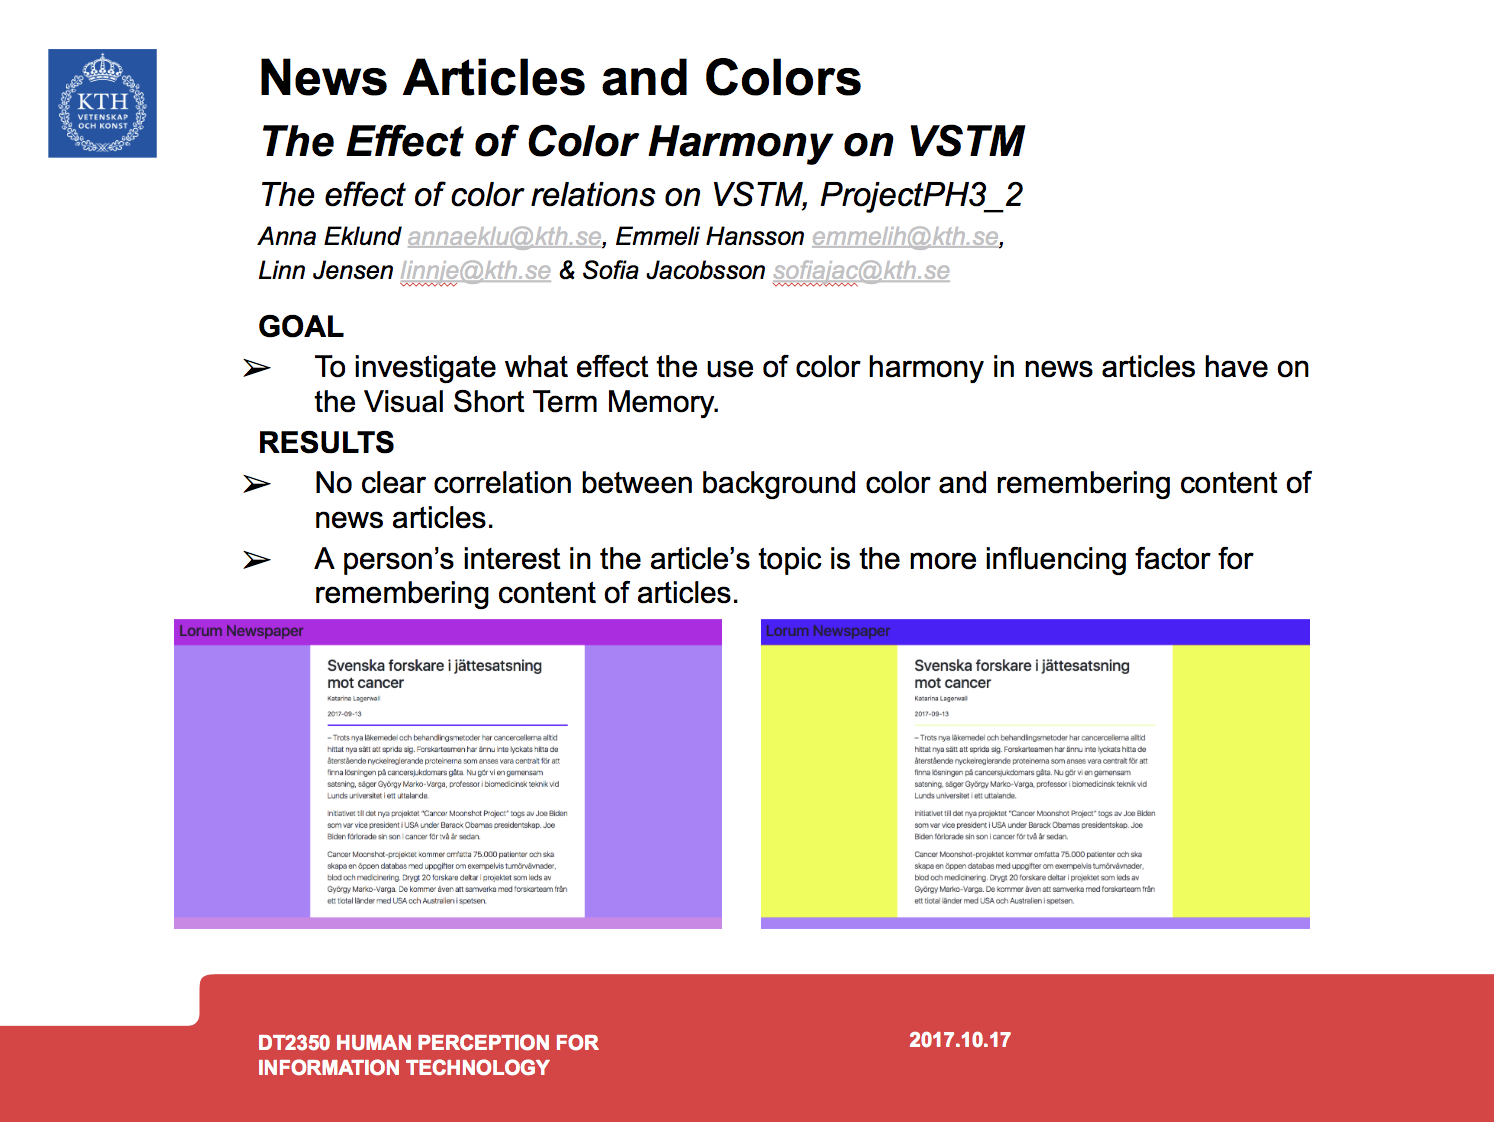 KTH
VETENSKAP
OCH KONST
News Articles and Colors
The Effect of Color Harmony on VSTM
The effect of color relations on VSTM, ProjectPH3_2
Anna Eklund annaeklu@kth.se, Emmeli Hansson emmelih@kth.se,
Linn Jensen linnje@kth.se & Sofia Jacobsson sofiajac@kth.se
GOAL
➢ To investigate what effect the use of color harmony in news articles have on
the Visual Short Term Memory.
RESULTS
➢ No clear correlation between background color and remembering content of
news articles.
➢ A person’s interest in the article’s topic is the more influencing factor for
remembering content of articles.
Lorum Newspaper
Svenska forskare i jättesatsning
mot cancer
Katarina Lagerwall
2017-09-13
– Trots nya läkemedel och behandlingsmetoder har cancercellerna alltid
hittat nya sätt att sprida sig. Forskarteamen har ännu inte lyckats hitta de
återstående nyckelreglerande proteinerna som anses vara centralt för att
finna lösningen på cancersjukdomars gåta. Nu gör vi en gemensam
satsning, säger György Marko-Varga, professor i biomedicinsk teknik vid
Lunds universitet i ett uttalande.
Initiativet till det nya projektet "Cancer Moonshot Project" togs av Joe Biden
som var vice president i USA under Barack Obamas presidentskap. Joe
Biden förlorade sin son i cancer för två år sedan.
Cancer Moonshot-projektet kommer omfatta 75.000 patienter och ska
skapa en öppen databas med uppgifter om exempelvis tumörvävnader,
blod och medicinering. Drygt 20 forskare deltar i projektet som leds av
György Marko-Varga. De kommer även att samverka med forskarteam från
ett tiotal länder med USA och Australien i spetsen.
Lorum Newspaper
Svenska forskare i jättesatsning
mot cancer
Katarina Lagerwall
2017-09-13
– Trots nya läkemedel och behandlingsmetoder har cancercellerna alltid
hittat nya sätt att sprida sig. Forskarteamen har ännu inte lyckats hitta de
återstående nyckelreglerande proteinerna som anses vara centralt för att
finna lösningen på cancersjukdomars gåta. Nu gör vi en gemensam
satsning, säger György Marko-Varga, professor i biomedicinsk teknik vid
Lunds universitet i ett uttalande.
Initiativet till det nya projektet "Cancer Moonshot Project" togs av Joe Biden
som var vice president i USA under Barack Obamas presidentskap. Joe
Biden förlorade sin son i cancer för två år sedan.
Cancer Moonshot-projektet kommer omfatta 75.000 patienter och ska
skapa en öppen databas med uppgifter om exempelvis tumörvävnader,
blod och medicinering. Drygt 20 forskare deltar i projektet som leds av
György Marko-Varga. De kommer även att samverka med forskarteam från
ett tiotal länder med USA och Australien i spetsen.
DT2350 HUMAN PERCEPTION FOR
INFORMATION TECHNOLOGY
2017.10.17